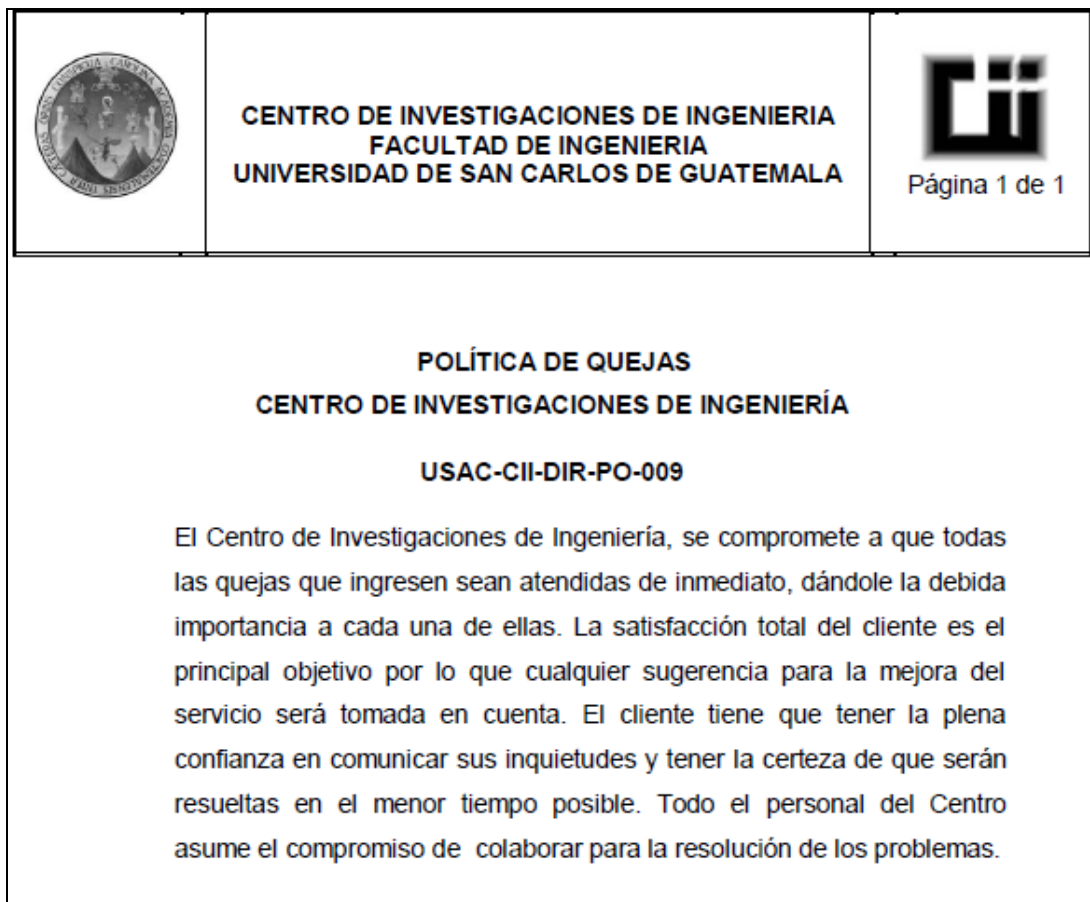 CENTRO DE INVESTIGACIONES DE INGENIERIA
FACULTAD DE INGENIERIA
UNIVERSIDAD DE SAN CARLOS DE GUATEMALA
cii
Página 1 de 1
POLÍTICA DE QUEJAS
CENTRO DE INVESTIGACIONES DE INGENIERÍA
USAC-CII-DIR-PO-009
El Centro de Investigaciones de Ingeniería, se compromete a que todas
las quejas que ingresen sean atendidas de inmediato, dándole la debida
importancia a cada una de ellas. La satisfacción total del cliente es el
principal objetivo por lo que cualquier sugerencia para la mejora del
servicio será tomada en cuenta. El cliente tiene que tener la plena
confianza en comunicar sus inquietudes y tener la certeza de que serán
resueltas en el menor tiempo posible. Todo el personal del Centro
asume el compromiso de  colaborar para la resolución de los problemas.